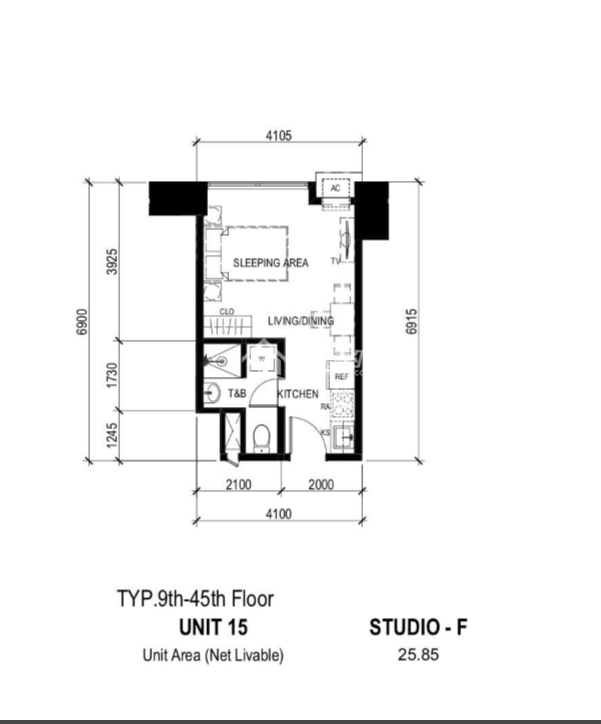 4105
AC
3925
SLEEPING AREA
TV
6900
6915
CLO
LIVING/DINING
W
1730
REF
T&B
KITCHEN
RA
1245
KS
2100
2000
4100
TYP.9th-45th Floor
UNIT 15
STUDIO - F
Unit Area (Net Livable)
25.85